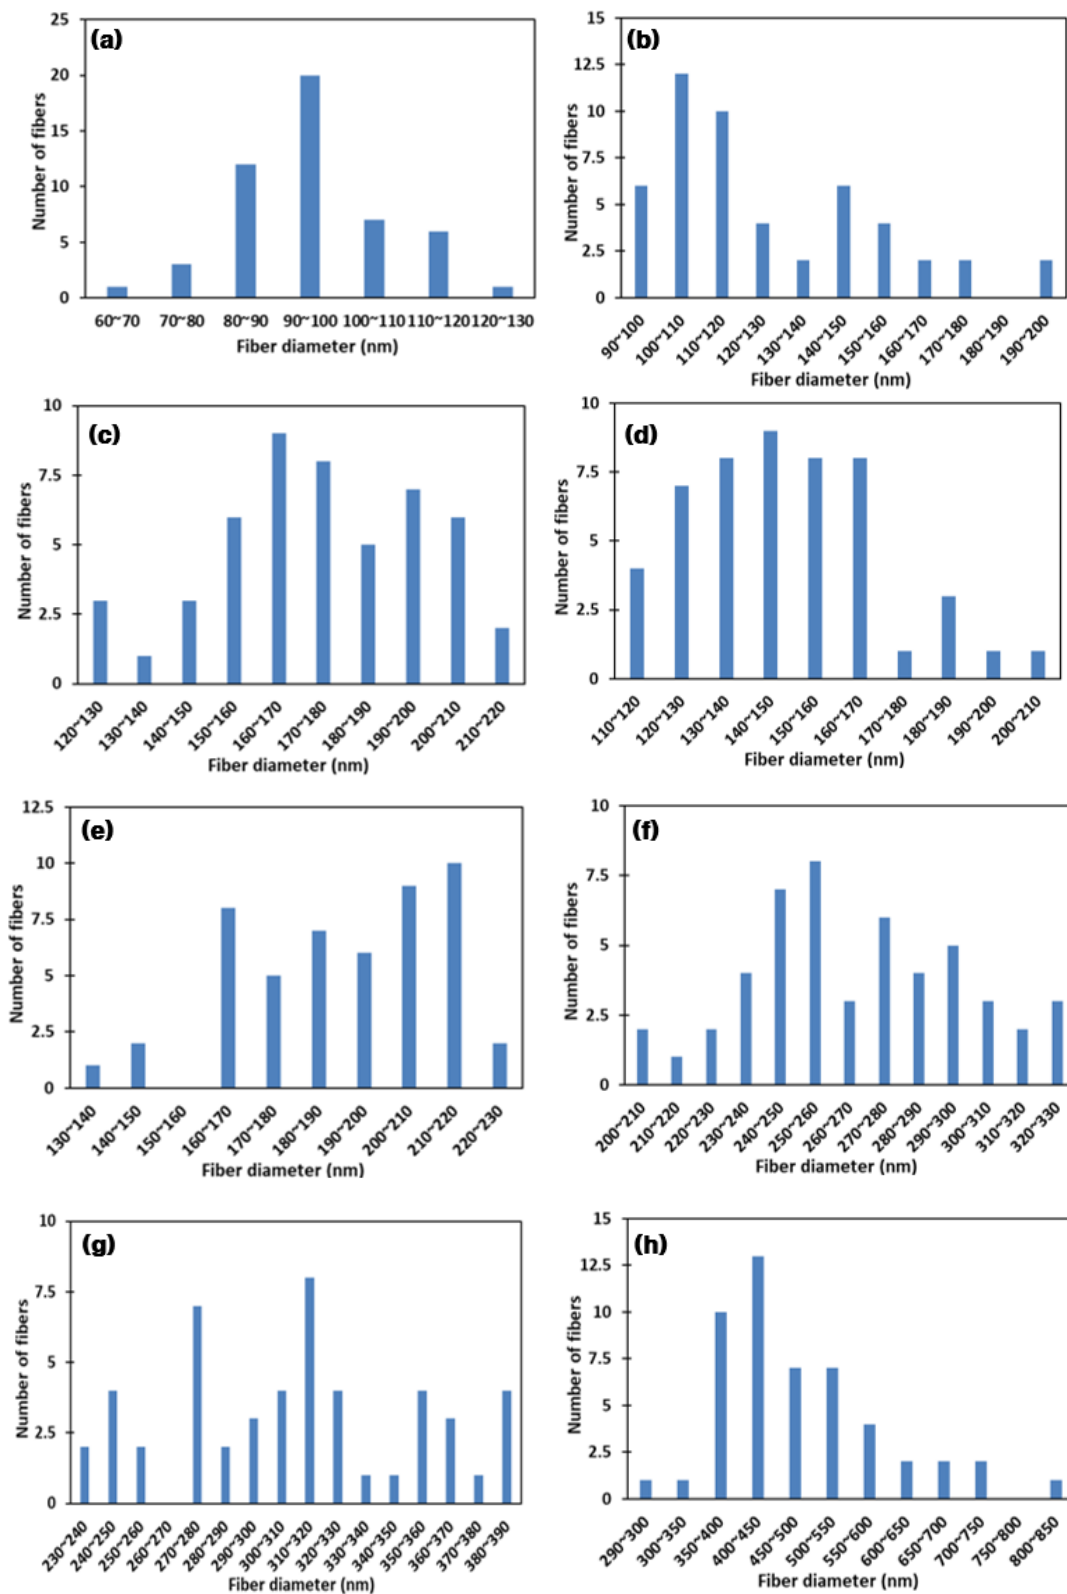 (a)
Number of fibers
25
20
15
10
5
0
60~70 70~80 80~90 90~100 100~110 110~120 120~130
Fiber diameter (nm)
(b)
Number of fibers
15
12.5
10
7.5
5
2.5
0
90~100 100~110 110~120 120~130 130~140 140~150 150~160 160~170 170~180 180~190 190~200
Fiber diameter (nm)
(c)
Number of fibers
10
7.5
5
2.5
0
120~130 130~140 140~150 150~160 160~170 170~180 180~190 190~200 200~210 210~220
Fiber diameter (nm)
(d)
Number of fibers
10
7.5
5
2.5
0
110~120 120~130 130~140 140~150 150~160 160~170 170~180 180~190 190~200 200~210
Fiber diameter (nm)
(e)
Number of fibers
12.5
10
7.5
5
2.5
0
130~140 140~150 150~160 160~170 170~180 180~190 190~200 200~210 210~220 220~230
Fiber diameter (nm)
(f)
Number of fibers
10
7.5
5
2.5
0
200~210 210~220 220~230 230~240 240~250 250~260 260~270 270~280 280~290 290~300 300~310 310~320 320~330
Fiber diameter (nm)
(g)
Number of fibers
10
7.5
5
2.5
0
230~240 240~250 250~260 260~270 270~280 280~290 290~300 300~310 310~320 320~330 330~340 340~350 350~360 360~370 370~380 380~390
Fiber diameter (nm)
(h)
Number of fibers
15
12.5
10
7.5
5
2.5
0
290~300 300~350 350~400 400~450 450~500 500~550 550~600 600~650 650~700 700~750 750~800 800~850
Fiber diameter (nm)